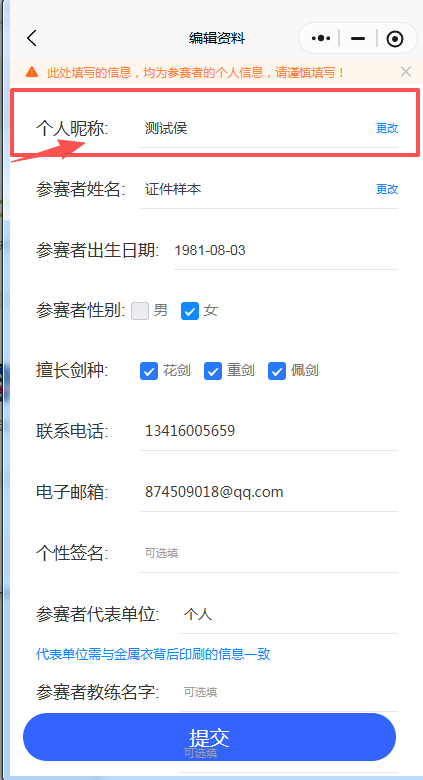 编辑资料
此处填写的信息，均为参赛者的个人信息，请谨慎填写！
个人昵称: 测试侯 更改
参赛者姓名: 证件样本 更改
参赛者出生日期: 1981-08-03
参赛者性别: 男 女
擅长剑种: 花剑 重剑 佩剑
联系电话: 13416005659
电子邮箱: 874509018@qq.com
个性签名: 可选填
参赛者代表单位: 个人
代表单位需与金属衣背后印刷的信息一致
参赛者教练名字: 可选填
提交
可选填